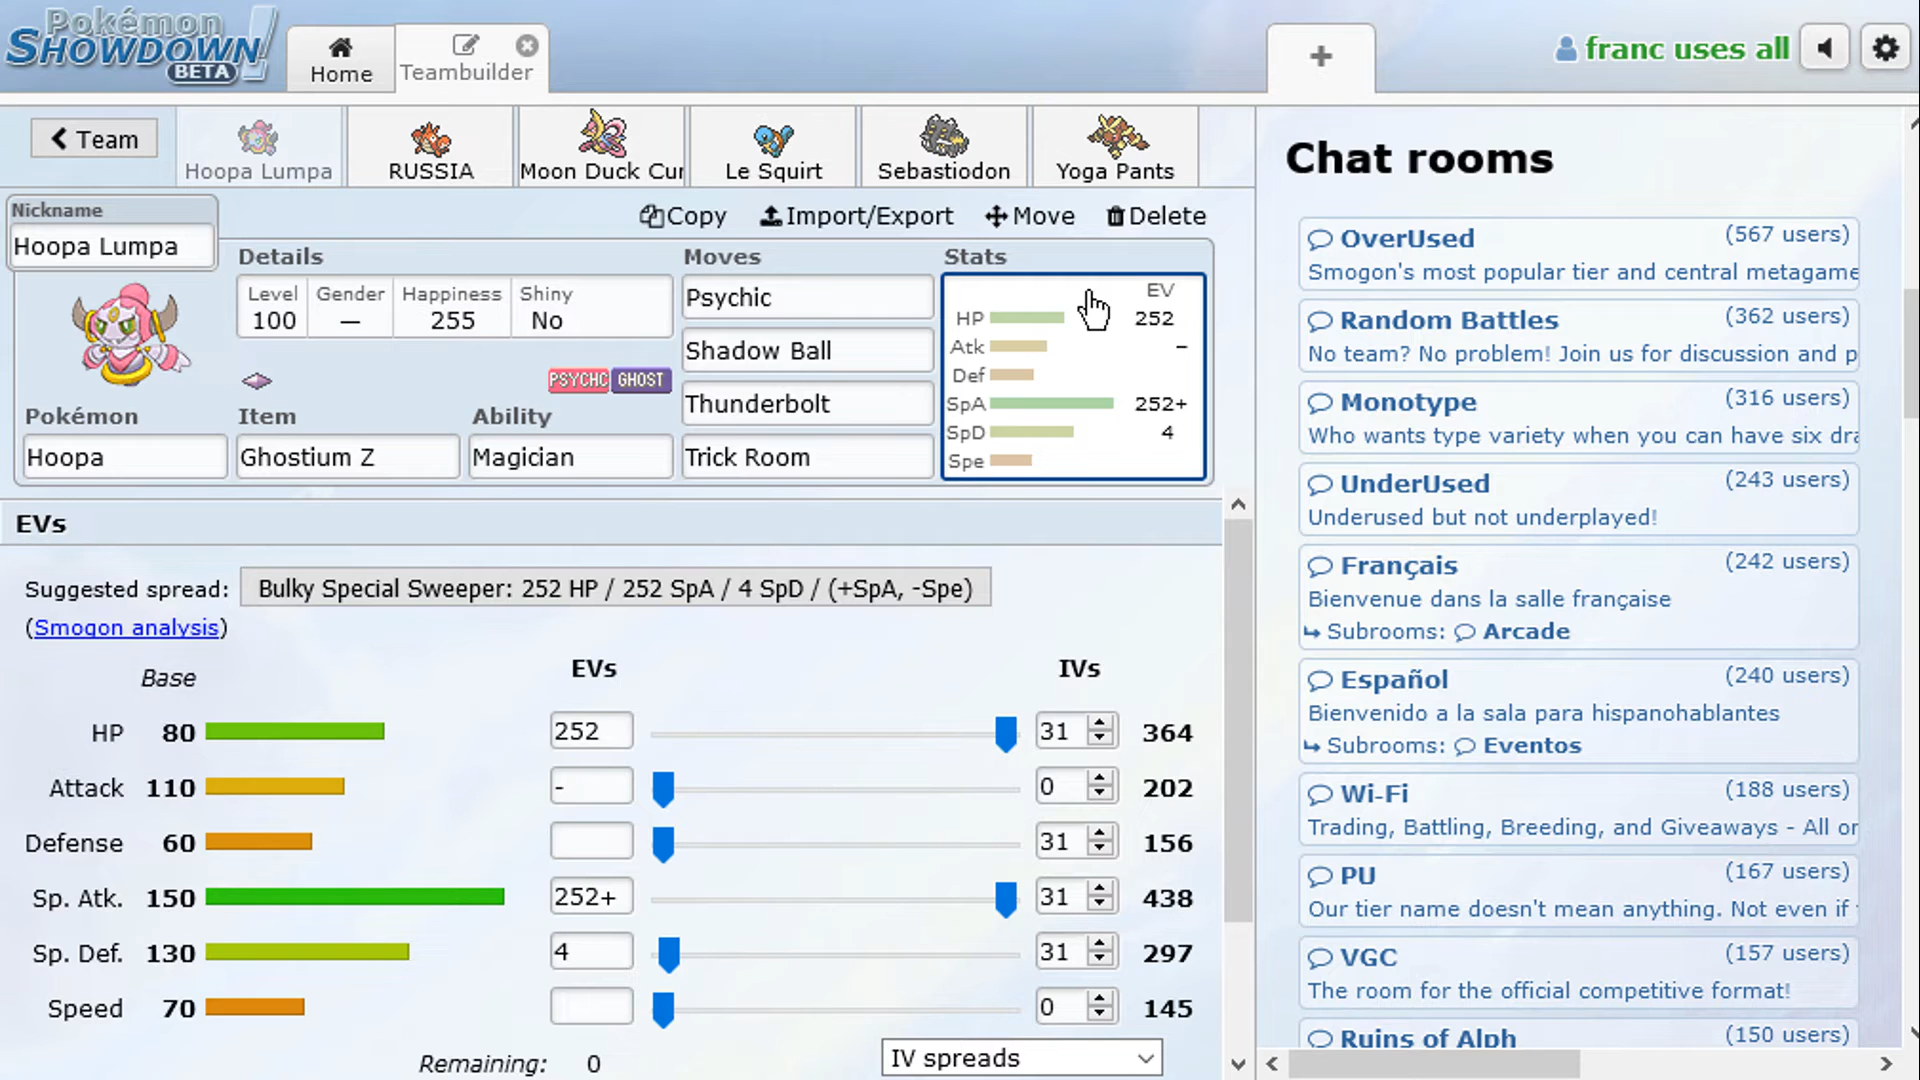 Pokémon
SHOWDOWN!
BETA
Home
Teambuilder
+
franc uses all
Team
Hoopa Lumpa
RUSSIA
Moon Duck Cur
Le Squirt
Sebastiodon
Yoga Pants
Nickname
Hoopa Lumpa
Copy
Import/Export
Move
Delete
Details
Level
100
Gender
—
Happiness
255
Shiny
No
PSYCHC
GHOST
Pokémon
Hoopa
Item
Ghostium Z
Ability
Magician
Moves
Psychic
Shadow Ball
Thunderbolt
Trick Room
Stats
EV
HP 252
Atk –
Def
SpA 252+
SpD 4
Spe
EVs
Suggested spread: Bulky Special Sweeper: 252 HP / 252 SpA / 4 SpD / (+SpA, -Spe)
(Smogon analysis)
Base EVs IVs
HP 80 252 31 364
Attack 110 - 0 202
Defense 60 31 156
Sp. Atk. 150 252+ 31 438
Sp. Def. 130 4 31 297
Speed 70 0 145
Remaining: 0
IV spreads
Chat rooms
OverUsed (567 users)
Smogon's most popular tier and central metagame
Random Battles (362 users)
No team? No problem! Join us for discussion and p
Monotype (316 users)
Who wants type variety when you can have six dra
UnderUsed (243 users)
Underused but not underplayed!
Français (242 users)
Bienvenue dans la salle française
↳ Subrooms: Arcade
Español (240 users)
Bienvenido a la sala para hispanohablantes
↳ Subrooms: Eventos
Wi-Fi (188 users)
Trading, Battling, Breeding, and Giveaways - All or
PU (167 users)
Our tier name doesn't mean anything. Not even if
VGC (157 users)
The room for the official competitive format!
Ruins of Alph (150 users)